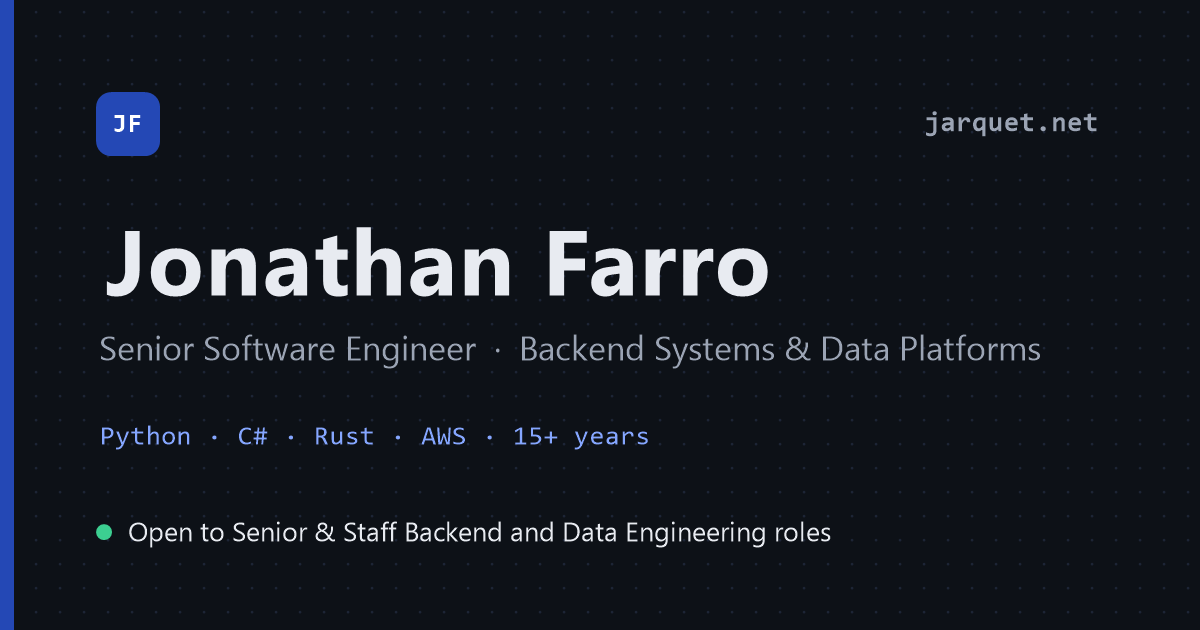 JF
jarquet.net
Jonathan Farro
Senior Software Engineer · Backend Systems & Data Platforms
Python · C# · Rust · AWS · 15+ years
Open to Senior & Staff Backend and Data Engineering roles